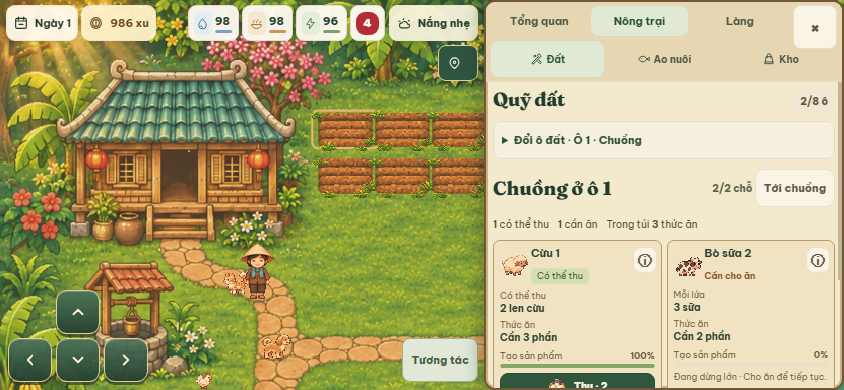 Ngày 1
986 xu
98
98
96
4
Nắng nhẹ
Tương tác
Tổng quan
Nông trại
Làng
Đất
Ao nuôi
Kho
Quỹ đất
2/8 ô
Đổi ô đất · Ô 1 · Chuồng
Chuồng ở ô 1
2/2 chỗ
Tới chuồng
1 có thể thu 1 cần ăn Trong túi 3 thức ăn
Cừu 1
Có thể thu
Có thể thu
2 len cừu
Thức ăn
Cần 3 phần
Tạo sản phẩm 100%
Thu · 2
Bò sữa 2
Cần cho ăn
Mỗi lứa
3 sữa
Thức ăn
Cần 2 phần
Tạo sản phẩm 0%
Đang dừng lớn · Cho ăn để tiếp tục.